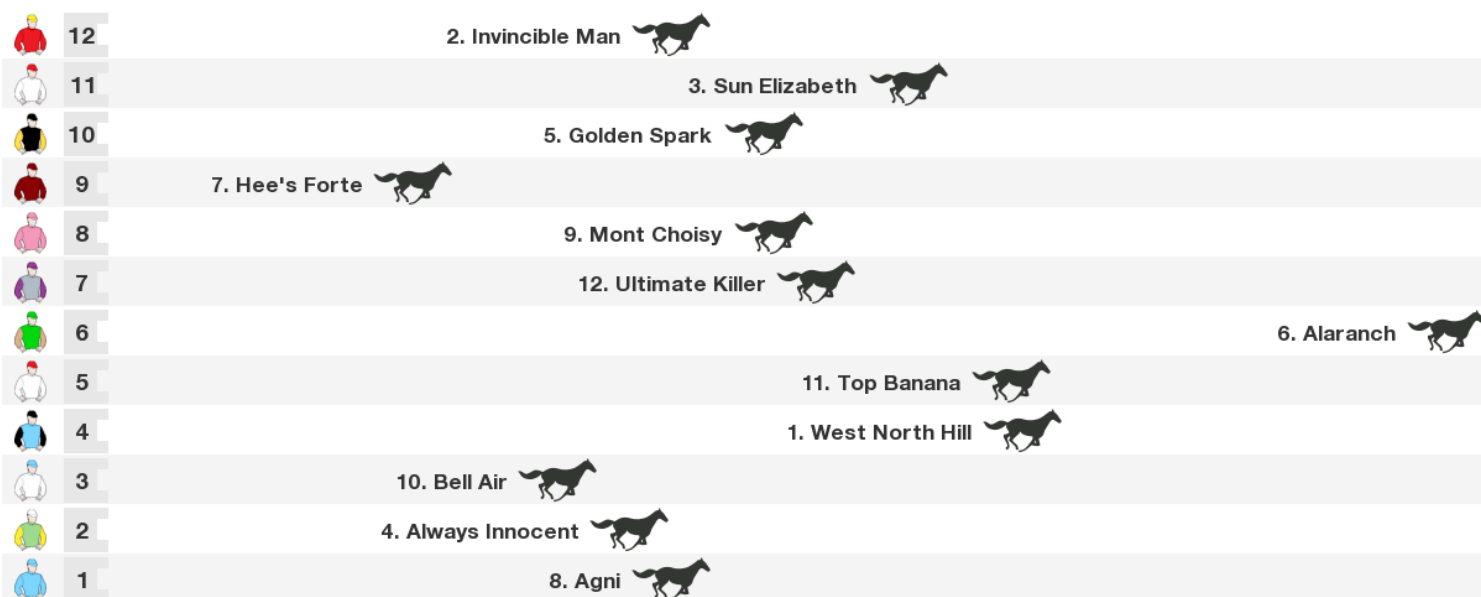 12 2. Invincible Man
11 3. Sun Elizabeth
10 5. Golden Spark
9 7. Hee's Forte
8 9. Mont Choisy
7 12. Ultimate Killer
6 6. Alaranch
5 11. Top Banana
4 1. West North Hill
3 10. Bell Air
2 4. Always Innocent
1 8. Agni